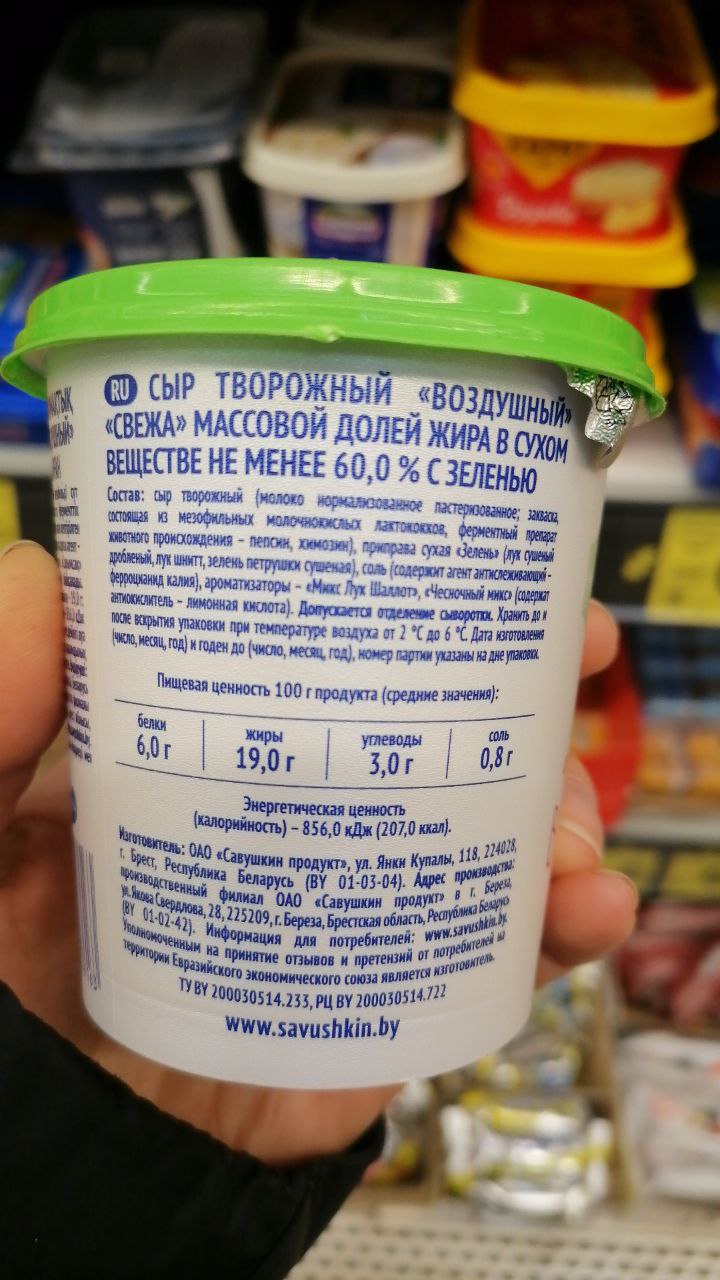 RU СЫР ТВОРОЖНЫЙ «ВОЗДУШНЫЙ»
«СВЕЖА» МАССОВОЙ ДОЛЕЙ ЖИРА В СУХОМ
ВЕЩЕСТВЕ НЕ МЕНЕЕ 60,0 % С ЗЕЛЕНЬЮ
Состав: сыр творожный (молоко нормализованное пастеризованное; закваска,
состоящая из мезофильных молочнокислых лактококков, ферментный препарат
животного происхождения – пепсин, химозин), приправа сухая «Зелень» (лук сушеный
дробленый, лук шнитт, зелень петрушки сушеная), соль (содержит агент антислеживающий -
ферроцианид калия), ароматизаторы – «Микс Лук Шаллот», «Чесночный микс» (содержат
антиокислитель – лимонная кислота). Допускается отделение сыворотки. Хранить до и
после вскрытия упаковки при температуре воздуха от 2 °С до 6 °С. Дата изготовления
(число, месяц, год) и годен до (число, месяц, год), номер партии указаны на дне упаковки.
Пищевая ценность 100 г продукта (средние значения):
белки жиры углеводы соль
6,0 г 19,0 г 3,0 г 0,8 г
Энергетическая ценность
(калорийность) – 856,0 кДж (207,0 ккал).
Изготовитель: ОАО «Савушкин продукт», ул. Янки Купалы, 118, 224028,
г. Брест, Республика Беларусь (BY 01-03-04). Адрес производства:
производственный филиал ОАО «Савушкин продукт» в г. Береза,
ул. Якова Свердлова, 28, 225209, г. Береза, Брестская область, Республика Беларусь
(BY 01-02-42). Информация для потребителей: www.savushkin.by.
Уполномоченным на принятие отзывов и претензий от потребителей на
территории Евразийского экономического союза является изготовитель.
ТУ BY 200030514.233, РЦ BY 200030514.722
www.savushkin.by